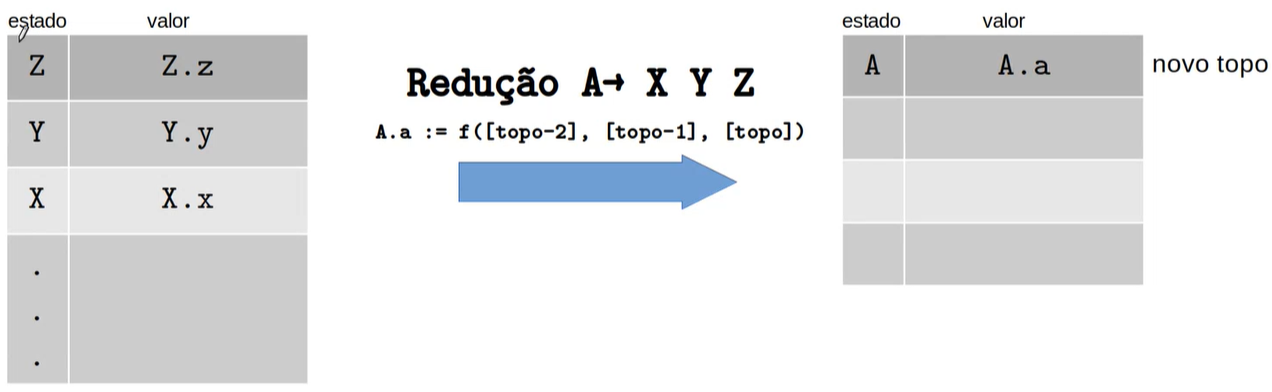 estado valor
Z Z.z
Y Y.y
X X.x
.
.
.
Redução A→ X Y Z
A.a := f([topo-2], [topo-1], [topo])
estado valor
A A.a novo topo